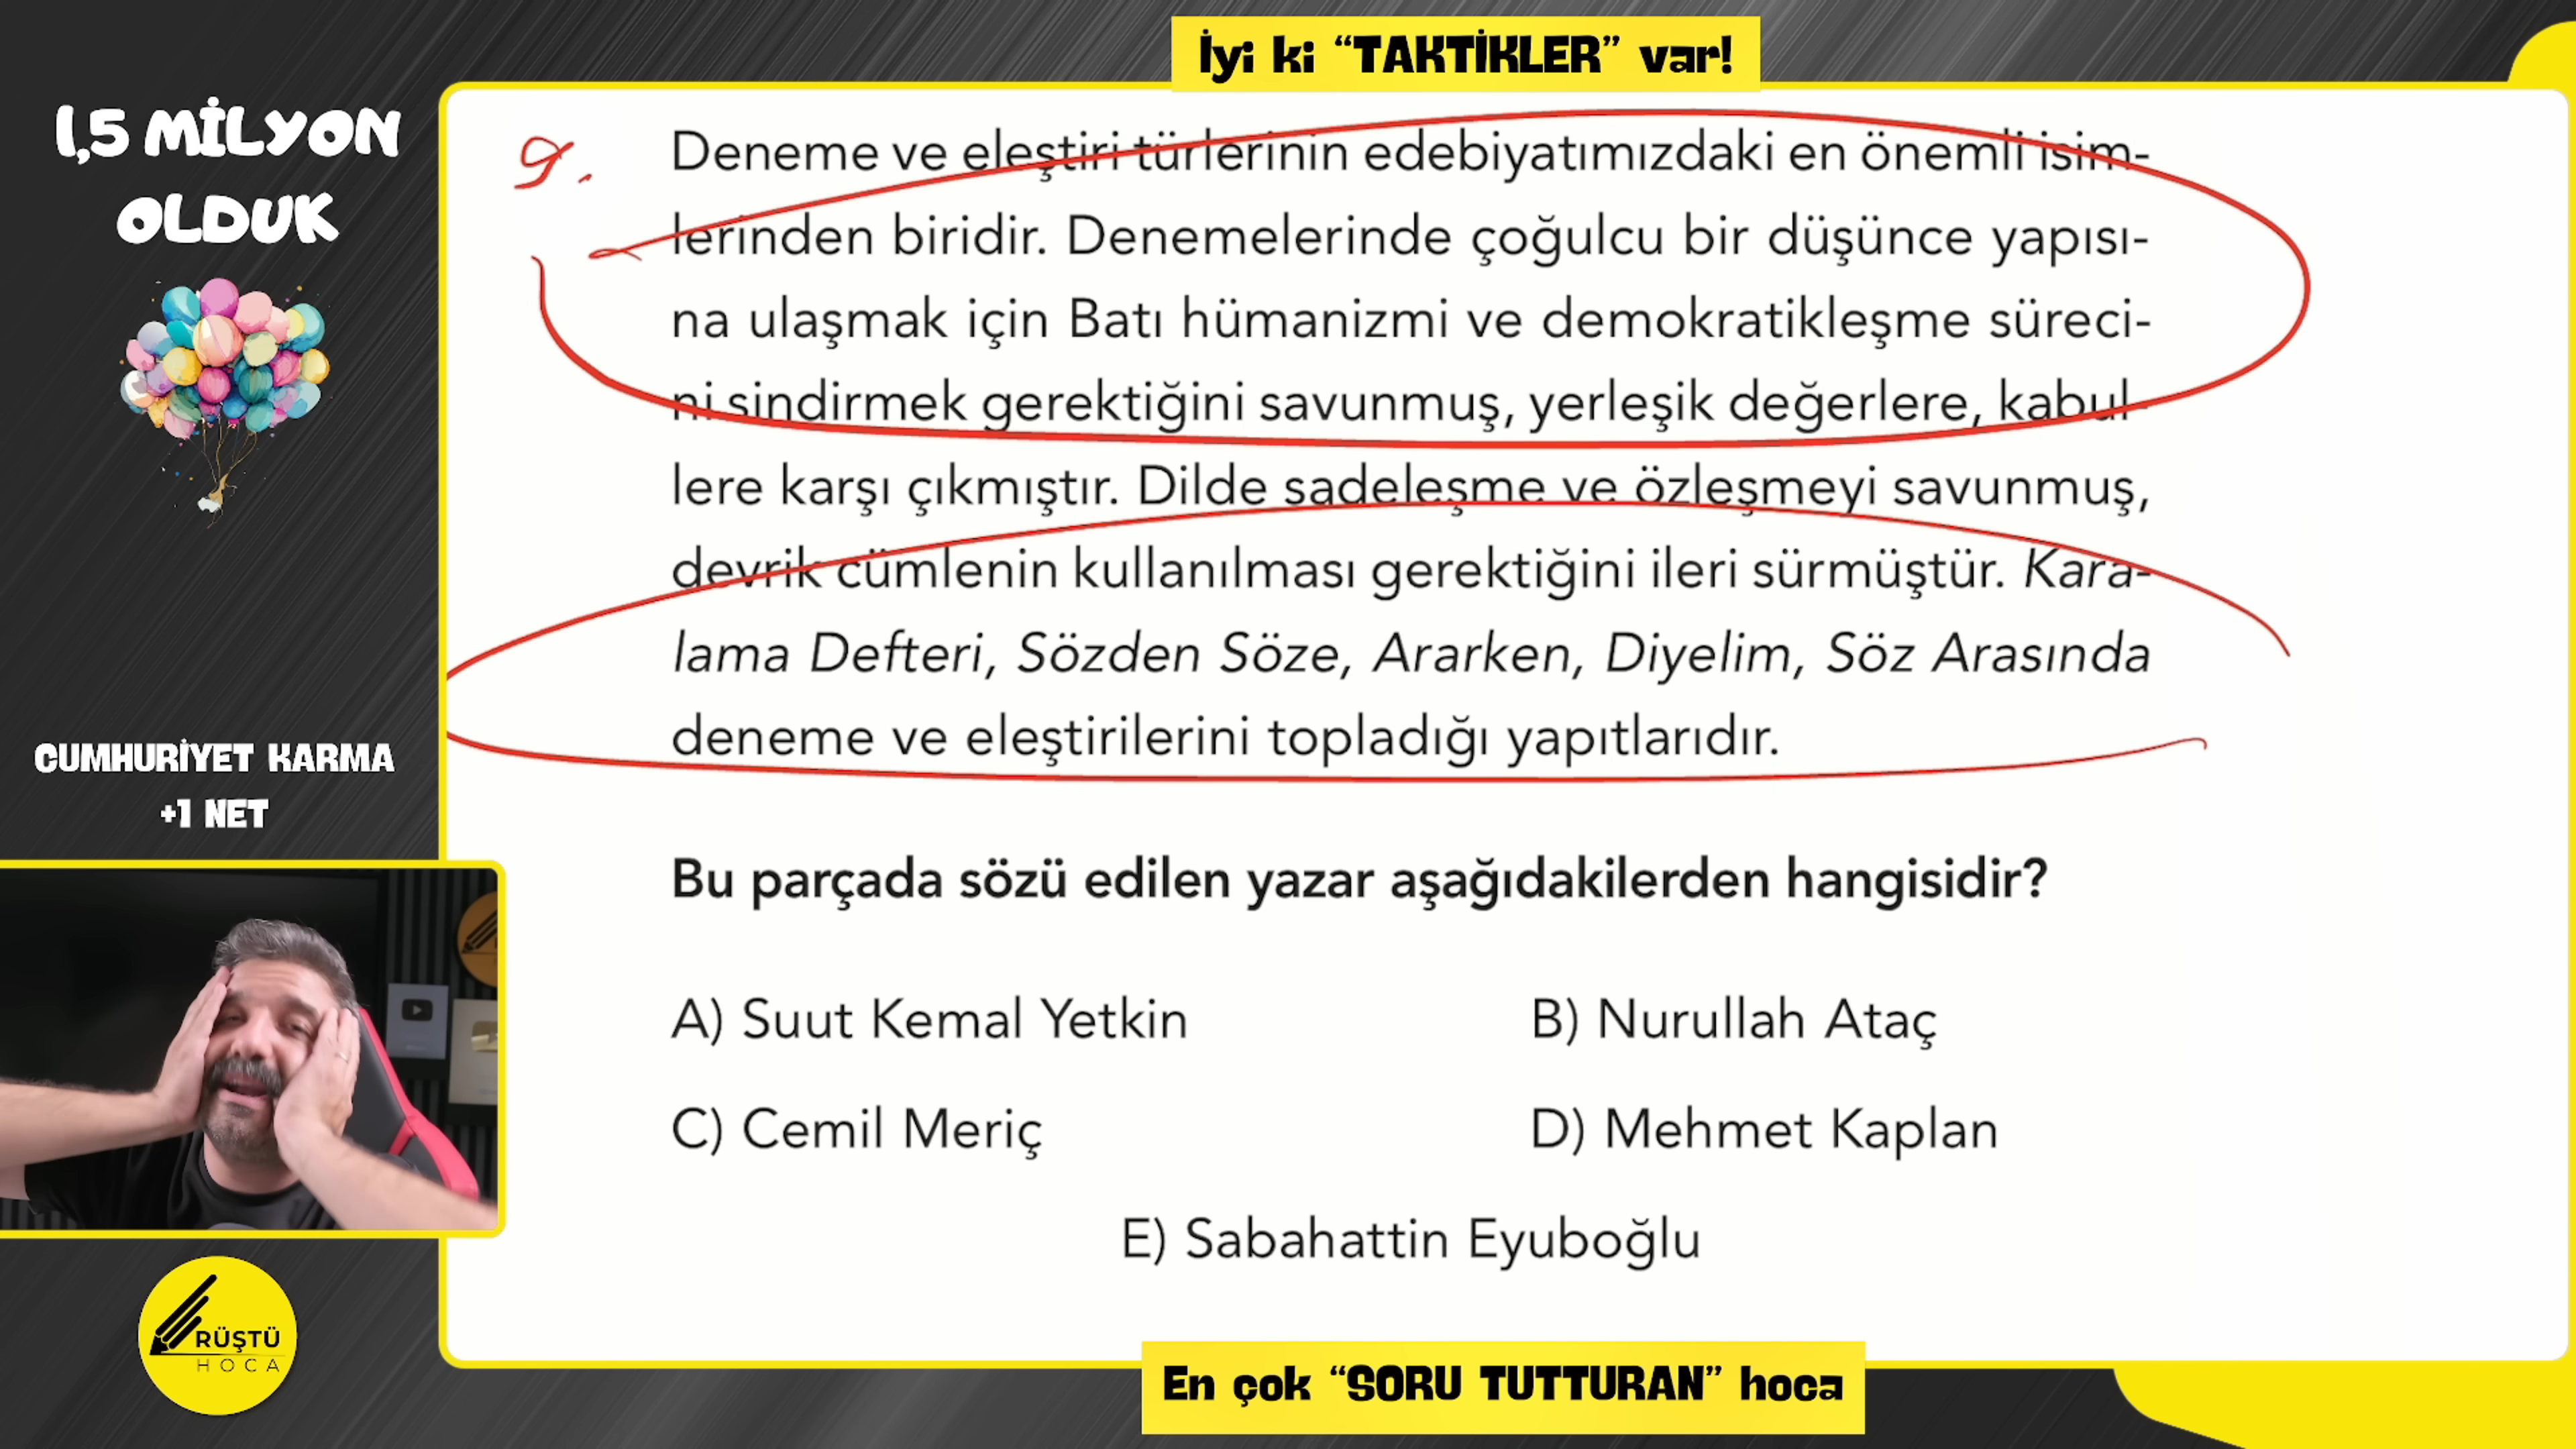 İyi ki “TAKTİKLER” var!
1,5 MİLYON
OLDUK
9.
Deneme ve eleştiri türlerinin edebiyatımızdaki en önemli isim-
lerinden biridir. Denemelerinde çoğulcu bir düşünce yapısı-
na ulaşmak için Batı hümanizmi ve demokratikleşme süreci-
ni sindirmek gerektiğini savunmuş, yerleşik değerlere, kabul-
lere karşı çıkmıştır. Dilde sadeleşme ve özleşmeyi savunmuş,
devrik cümlenin kullanılması gerektiğini ileri sürmüştür. Kara-
lama Defteri, Sözden Söze, Ararken, Diyelim, Söz Arasında
deneme ve eleştirilerini topladığı yapıtlarıdır.
CUMHURİYET KARMA
+1 NET
Bu parçada sözü edilen yazar aşağıdakilerden hangisidir?
A) Suut Kemal Yetkin
B) Nurullah Ataç
C) Cemil Meriç
D) Mehmet Kaplan
E) Sabahattin Eyuboğlu
RÜŞTÜ
HOCA
En çok “SORU TUTTURAN” hoca